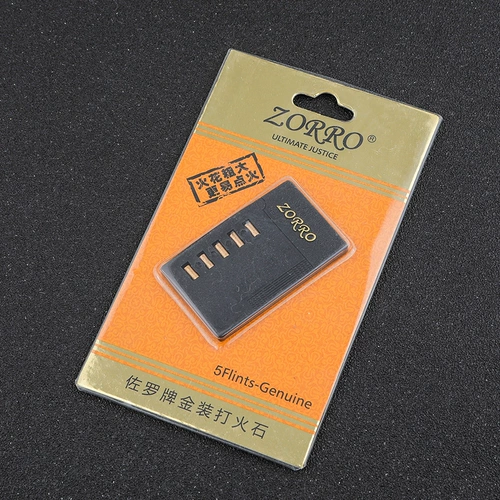 ZORRO®
ULTIMATE JUSTICE
火花粗大
更易点火
ZORRO
5Flints-Genuine
佐罗牌金装打火石